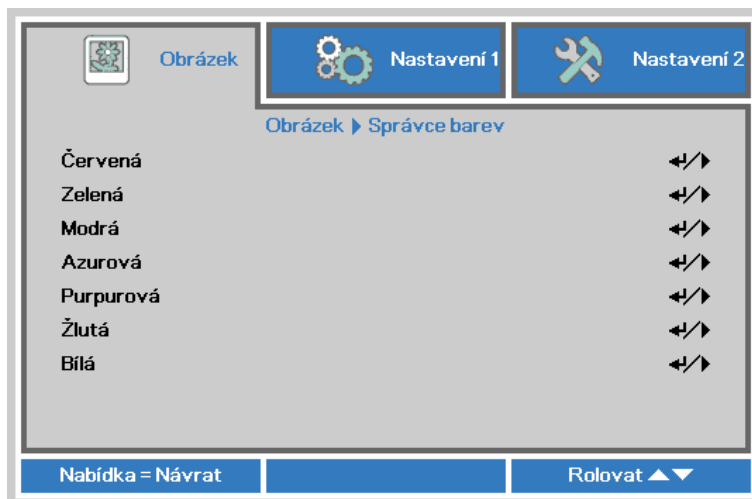 Obrázek Nastavení 1 Nastavení 2
Obrázek ▶ Správce barev
Červená ↵/▶
Zelená ↵/▶
Modrá ↵/▶
Azurová ↵/▶
Purpurová ↵/▶
Žlutá ↵/▶
Bílá ↵/▶
Nabídka = Návrat Rolovat ▲▼